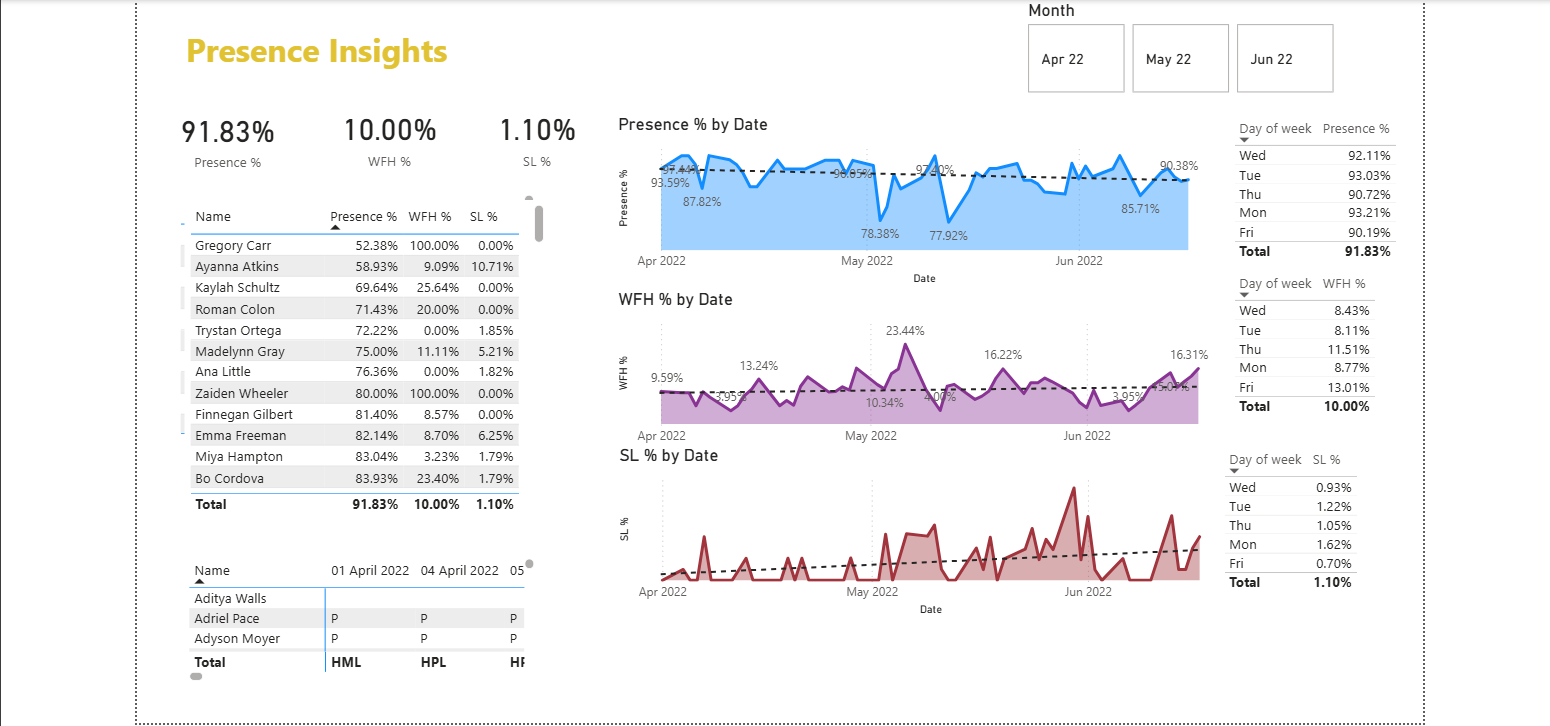 Month
Presence Insights
Apr 22
May 22
Jun 22
91.83%
Presence %
10.00%
WFH %
1.10%
SL %
Name Presence % WFH % SL %
Gregory Carr 52.38% 100.00% 0.00%
Ayanna Atkins 58.93% 9.09% 10.71%
Kaylah Schultz 69.64% 25.64% 0.00%
Roman Colon 71.43% 20.00% 0.00%
Trystan Ortega 72.22% 0.00% 1.85%
Madelynn Gray 75.00% 11.11% 5.21%
Ana Little 76.36% 0.00% 1.82%
Zaiden Wheeler 80.00% 100.00% 0.00%
Finnegan Gilbert 81.40% 8.57% 0.00%
Emma Freeman 82.14% 8.70% 6.25%
Miya Hampton 83.04% 3.23% 1.79%
Bo Cordova 83.93% 23.40% 1.79%
Total 91.83% 10.00% 1.10%
Name 01 April 2022 04 April 2022 05
Aditya Walls
Adriel Pace P P P
Adyson Moyer P P P
Total HML HPL
Presence % by Date
Presence %
97.44%
93.59%
87.82%
96.05%
78.38%
97.40%
77.92%
85.71%
90.38%
Apr 2022 May 2022 Jun 2022
Date
WFH % by Date
WFH %
9.59%
3.95%
13.24%
10.34%
23.44%
4.00%
16.22%
3.95%
16.31%
Apr 2022 May 2022 Jun 2022
SL % by Date
SL %
Apr 2022 May 2022 Jun 2022
Date
Day of week Presence %
Wed 92.11%
Tue 93.03%
Thu 90.72%
Mon 93.21%
Fri 90.19%
Total 91.83%
Day of week WFH %
Wed 8.43%
Tue 8.11%
Thu 11.51%
Mon 8.77%
Fri 13.01%
Total 10.00%
Day of week SL %
Wed 0.93%
Tue 1.22%
Thu 1.05%
Mon 1.62%
Fri 0.70%
Total 1.10%